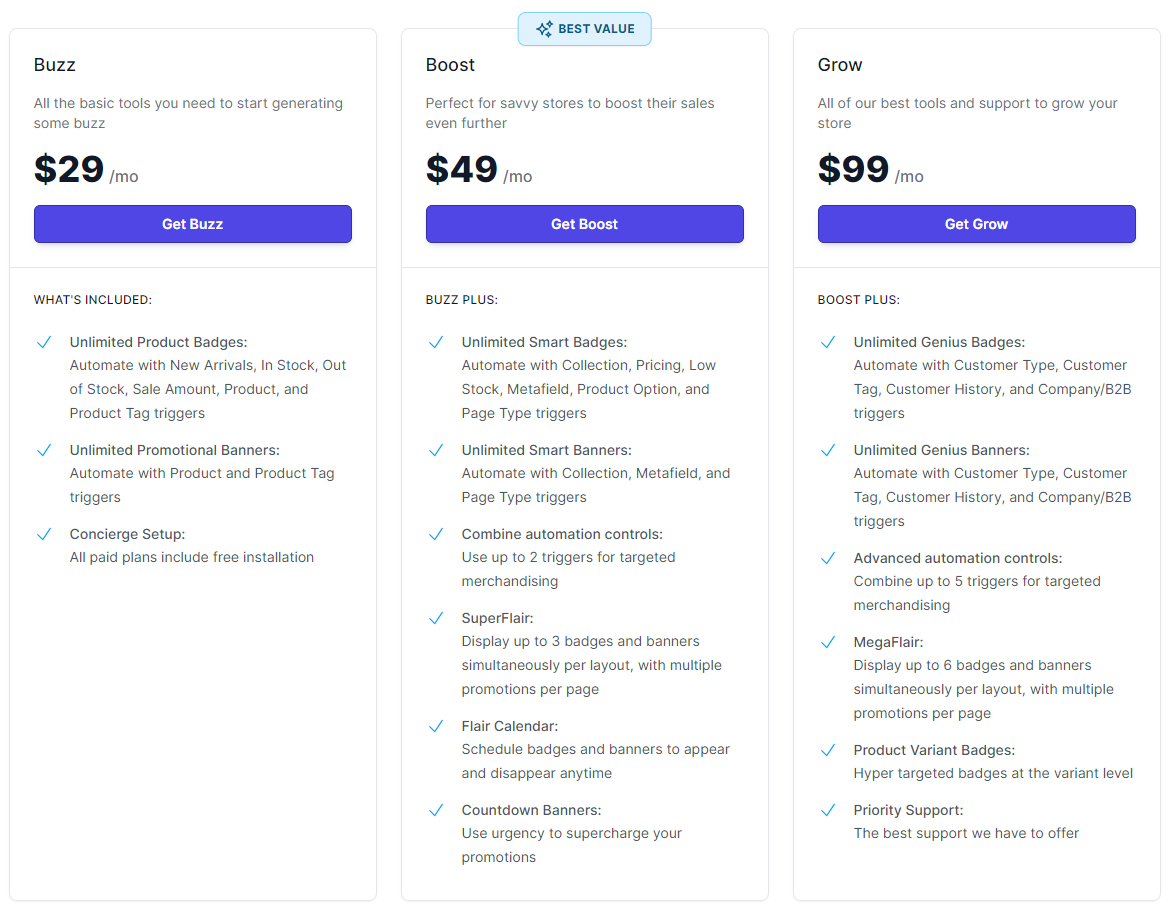 BEST VALUE
Buzz
All the basic tools you need to start generating
some buzz
$29 /mo
Get Buzz
WHAT'S INCLUDED:
Unlimited Product Badges:
Automate with New Arrivals, In Stock, Out
of Stock, Sale Amount, Product, and
Product Tag triggers
Unlimited Promotional Banners:
Automate with Product and Product Tag
triggers
Concierge Setup:
All paid plans include free installation
Boost
Perfect for savvy stores to boost their sales
even further
$49 /mo
Get Boost
BUZZ PLUS:
Unlimited Smart Badges:
Automate with Collection, Pricing, Low
Stock, Metafield, Product Option, and
Page Type triggers
Unlimited Smart Banners:
Automate with Collection, Metafield, and
Page Type triggers
Combine automation controls:
Use up to 2 triggers for targeted
merchandising
SuperFlair:
Display up to 3 badges and banners
simultaneously per layout, with multiple
promotions per page
Flair Calendar:
Schedule badges and banners to appear
and disappear anytime
Countdown Banners:
Use urgency to supercharge your
promotions
Grow
All of our best tools and support to grow your
store
$99 /mo
Get Grow
BOOST PLUS:
Unlimited Genius Badges:
Automate with Customer Type, Customer
Tag, Customer History, and Company/B2B
triggers
Unlimited Genius Banners:
Automate with Customer Type, Customer
Tag, Customer History, and Company/B2B
triggers
Advanced automation controls:
Combine up to 5 triggers for targeted
merchandising
MegaFlair:
Display up to 6 badges and banners
simultaneously per layout, with multiple
promotions per page
Product Variant Badges:
Hyper targeted badges at the variant level
Priority Support:
The best support we have to offer